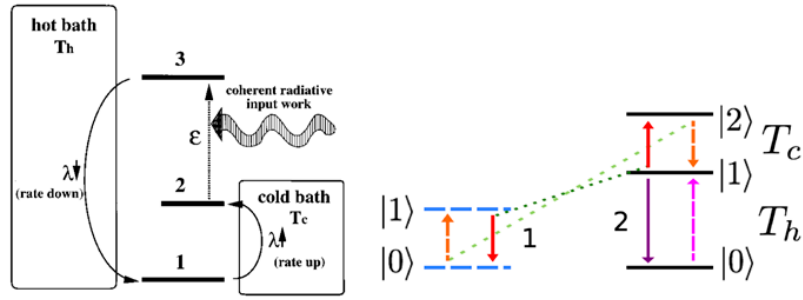 hot bath
Th
3
coherent radiative
input work
ε
λ↓
(rate down)
2
cold bath
Tc
λ↑
(rate up)
1
|2⟩
Tc
|1⟩
|1⟩
1
2
Th
|0⟩
|0⟩